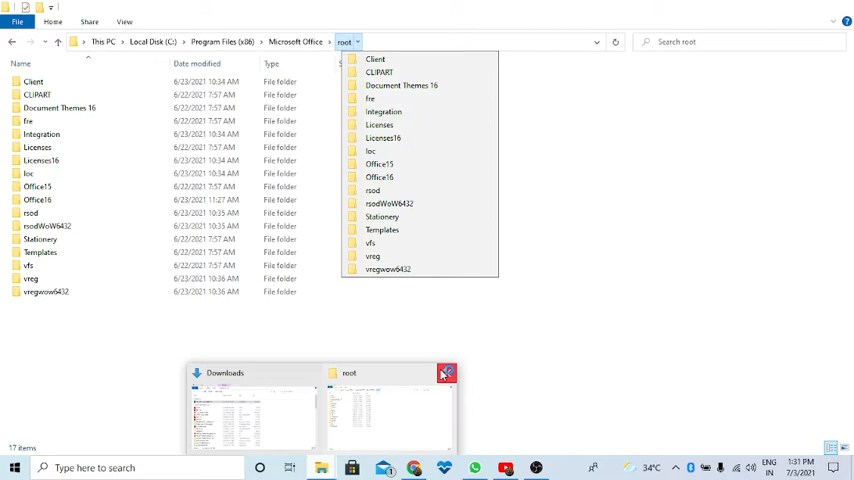 File Home Share View
This PC Local Disk (C:) Program Files (x86) Microsoft Office root Search root
Name Date modified Type
Client 6/23/2021 10:34 AM File folder
CLIPART 6/22/2021 7:57 AM File folder
Document Themes 16 6/22/2021 7:57 AM File folder
fre 6/22/2021 7:57 AM File folder
Integration 6/23/2021 10:34 AM File folder
Licenses 6/22/2021 7:57 AM File folder
Licenses16 6/23/2021 10:34 AM File folder
loc 6/23/2021 10:34 AM File folder
Office15 6/22/2021 7:57 AM File folder
Office16 6/23/2021 11:27 AM File folder
rsod 6/23/2021 10:35 AM File folder
rsodWoW6432 6/23/2021 10:35 AM File folder
Stationery 6/22/2021 7:57 AM File folder
Templates 6/22/2021 7:57 AM File folder
vfs 6/22/2021 7:57 AM File folder
vreg 6/23/2021 10:36 AM File folder
vregwow6432 6/23/2021 10:36 AM File folder
Client
CLIPART
Document Themes 16
fre
Integration
Licenses
Licenses16
loc
Office15
Office16
rsod
rsodWoW6432
Stationery
Templates
vfs
vreg
vregwow6432
Downloads root
17 items
Type here to search 1 34°C ENG 1:31 PM
IN 7/3/2021